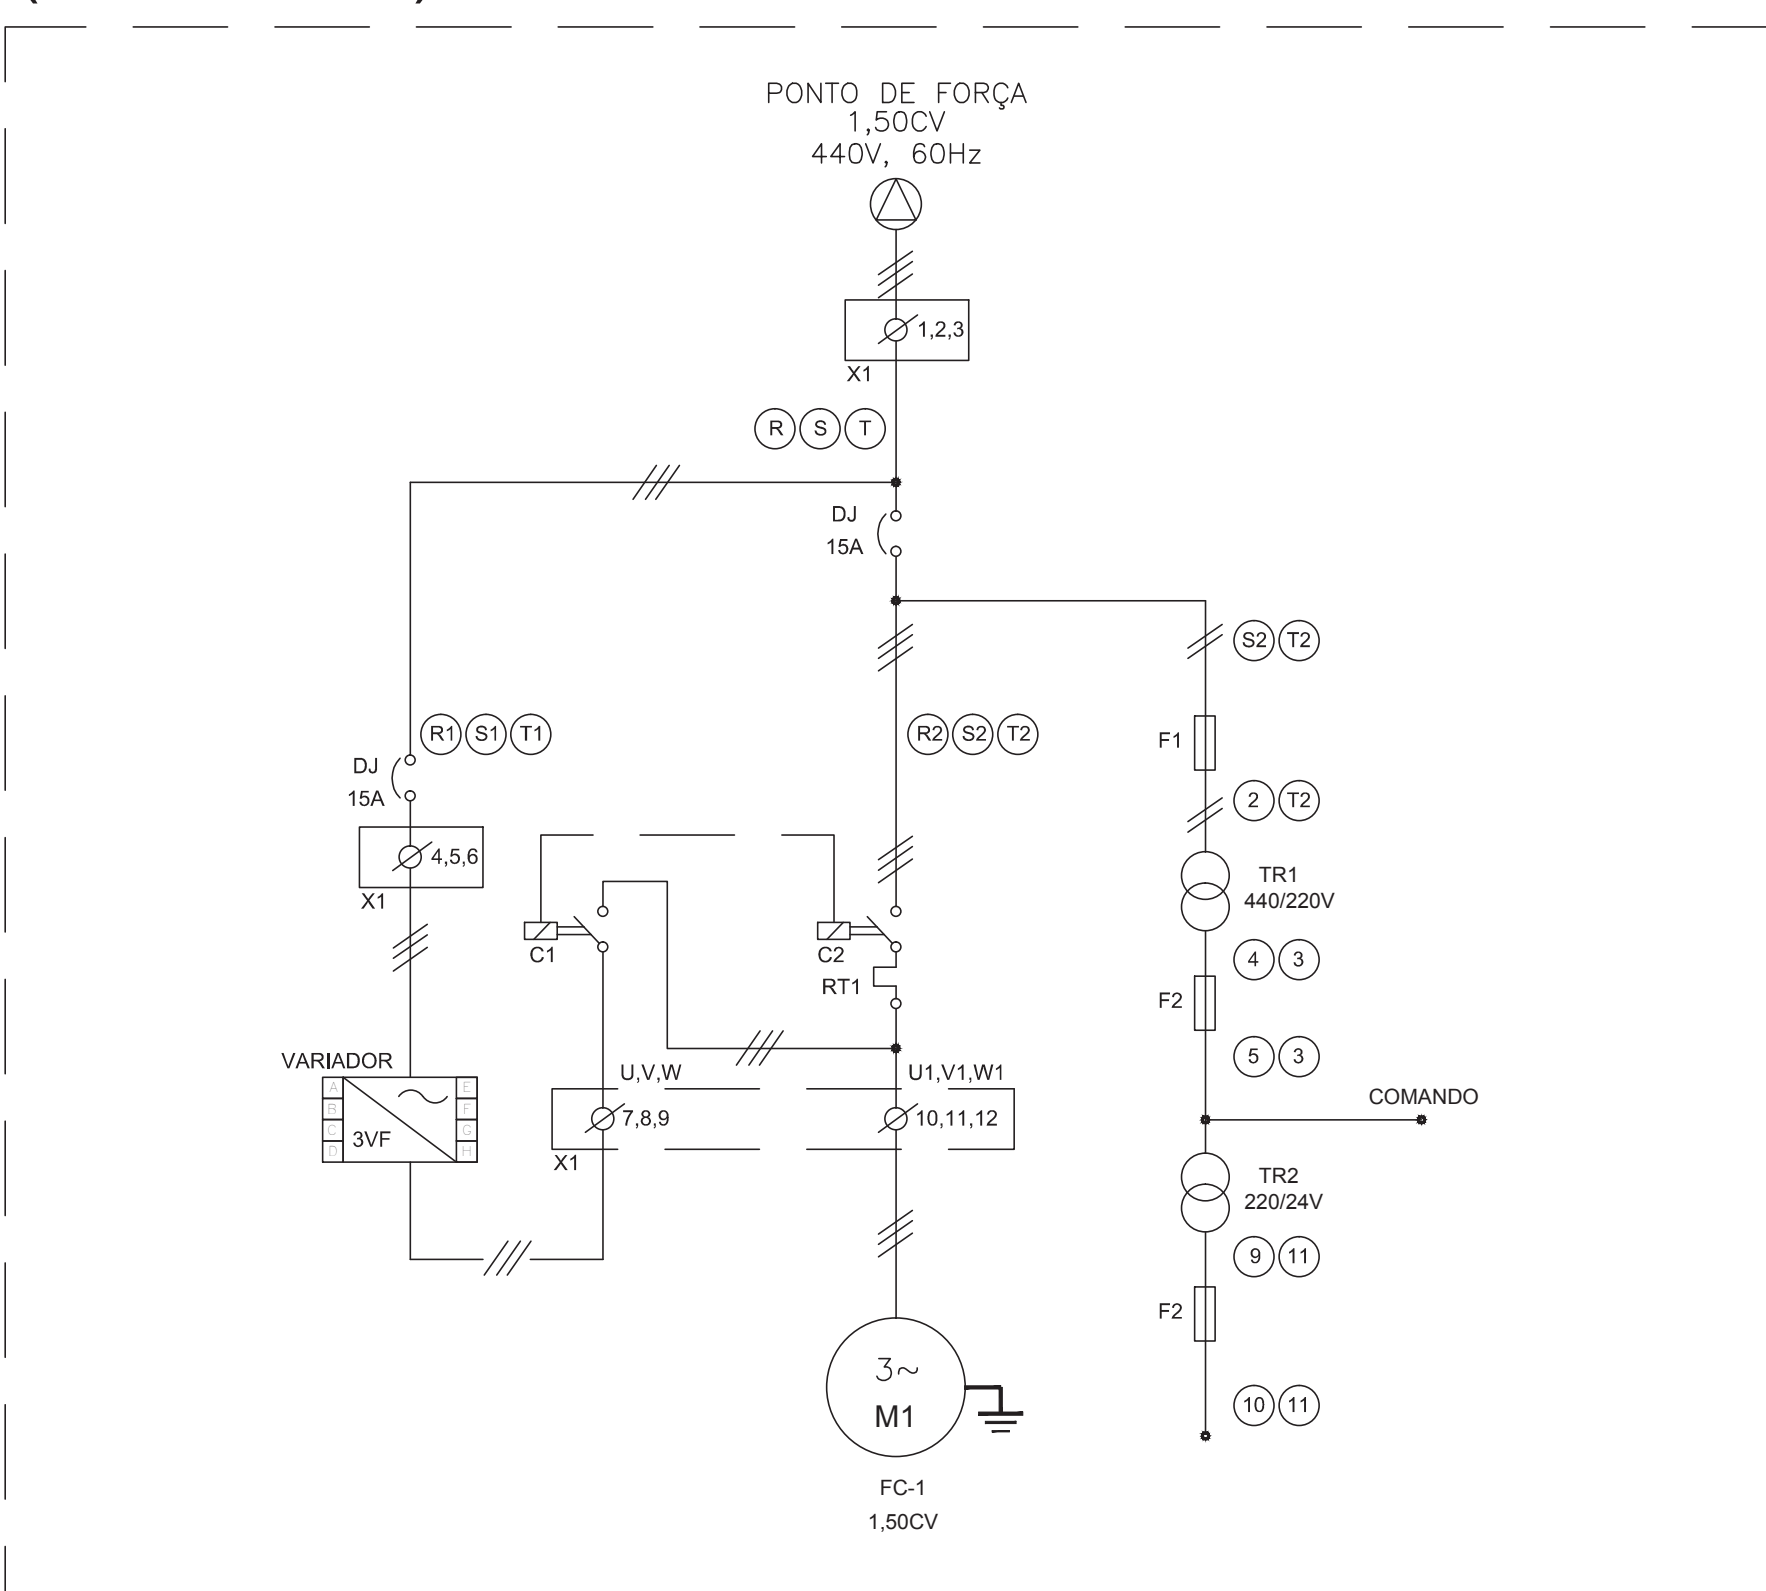 PONTO DE FORÇA
1,50CV
440V, 60Hz
1,2,3
X1
R S T
DJ
15A
S2 T2
R1 S1 T1
R2 S2 T2
F1
DJ
15A
2 T2
4,5,6
X1
TR1
440/220V
C1
C2
RT1
4 3
F2
5 3
VARIADOR
U,V,W
U1,V1,W1
COMANDO
A
B
C
D
3VF
E
F
G
H
7,8,9
10,11,12
X1
TR2
220/24V
9 11
F2
3~
M1
10 11
FC-1
1,50CV